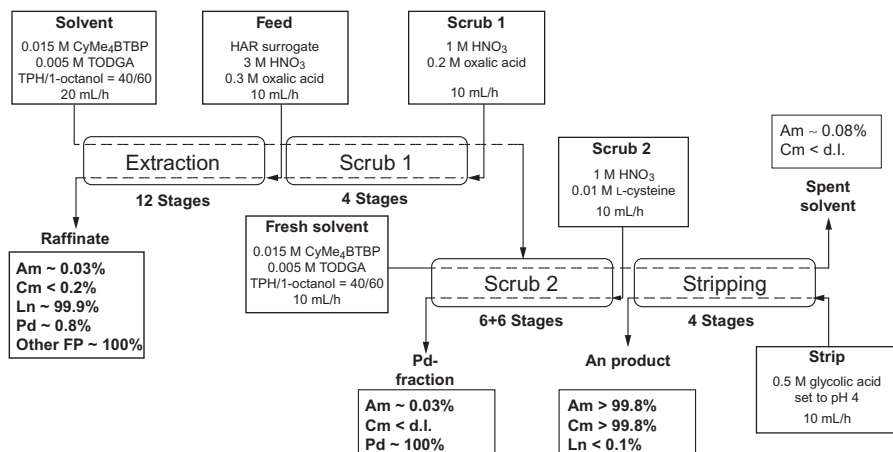 Solvent
0.015 M CyMe₄BTBP
0.005 M TODGA
TPH/1-octanol = 40/60
20 mL/h
Feed
HAR surrogate
3 M HNO₃
0.3 M oxalic acid
10 mL/h
Scrub 1
1 M HNO₃
0.2 M oxalic acid
10 mL/h
Extraction
12 Stages
Scrub 1
4 Stages
Scrub 2
1 M HNO₃
0.01 M L-cysteine
10 mL/h
Am ~ 0.08%
Cm < d.l.
Spent
solvent
Raffinate
Am ~ 0.03%
Cm < 0.2%
Ln ~ 99.9%
Pd ~ 0.8%
Other FP ~ 100%
Fresh solvent
0.015 M CyMe₄BTBP
0.005 M TODGA
TPH/1-octanol = 40/60
10 mL/h
Scrub 2
6+6 Stages
Stripping
4 Stages
Pd-
fraction
Am ~ 0.03%
Cm < d.l.
Pd ~ 100%
An product
Am > 99.8%
Cm > 99.8%
Ln < 0.1%
Strip
0.5 M glycolic acid
set to pH 4
10 mL/h